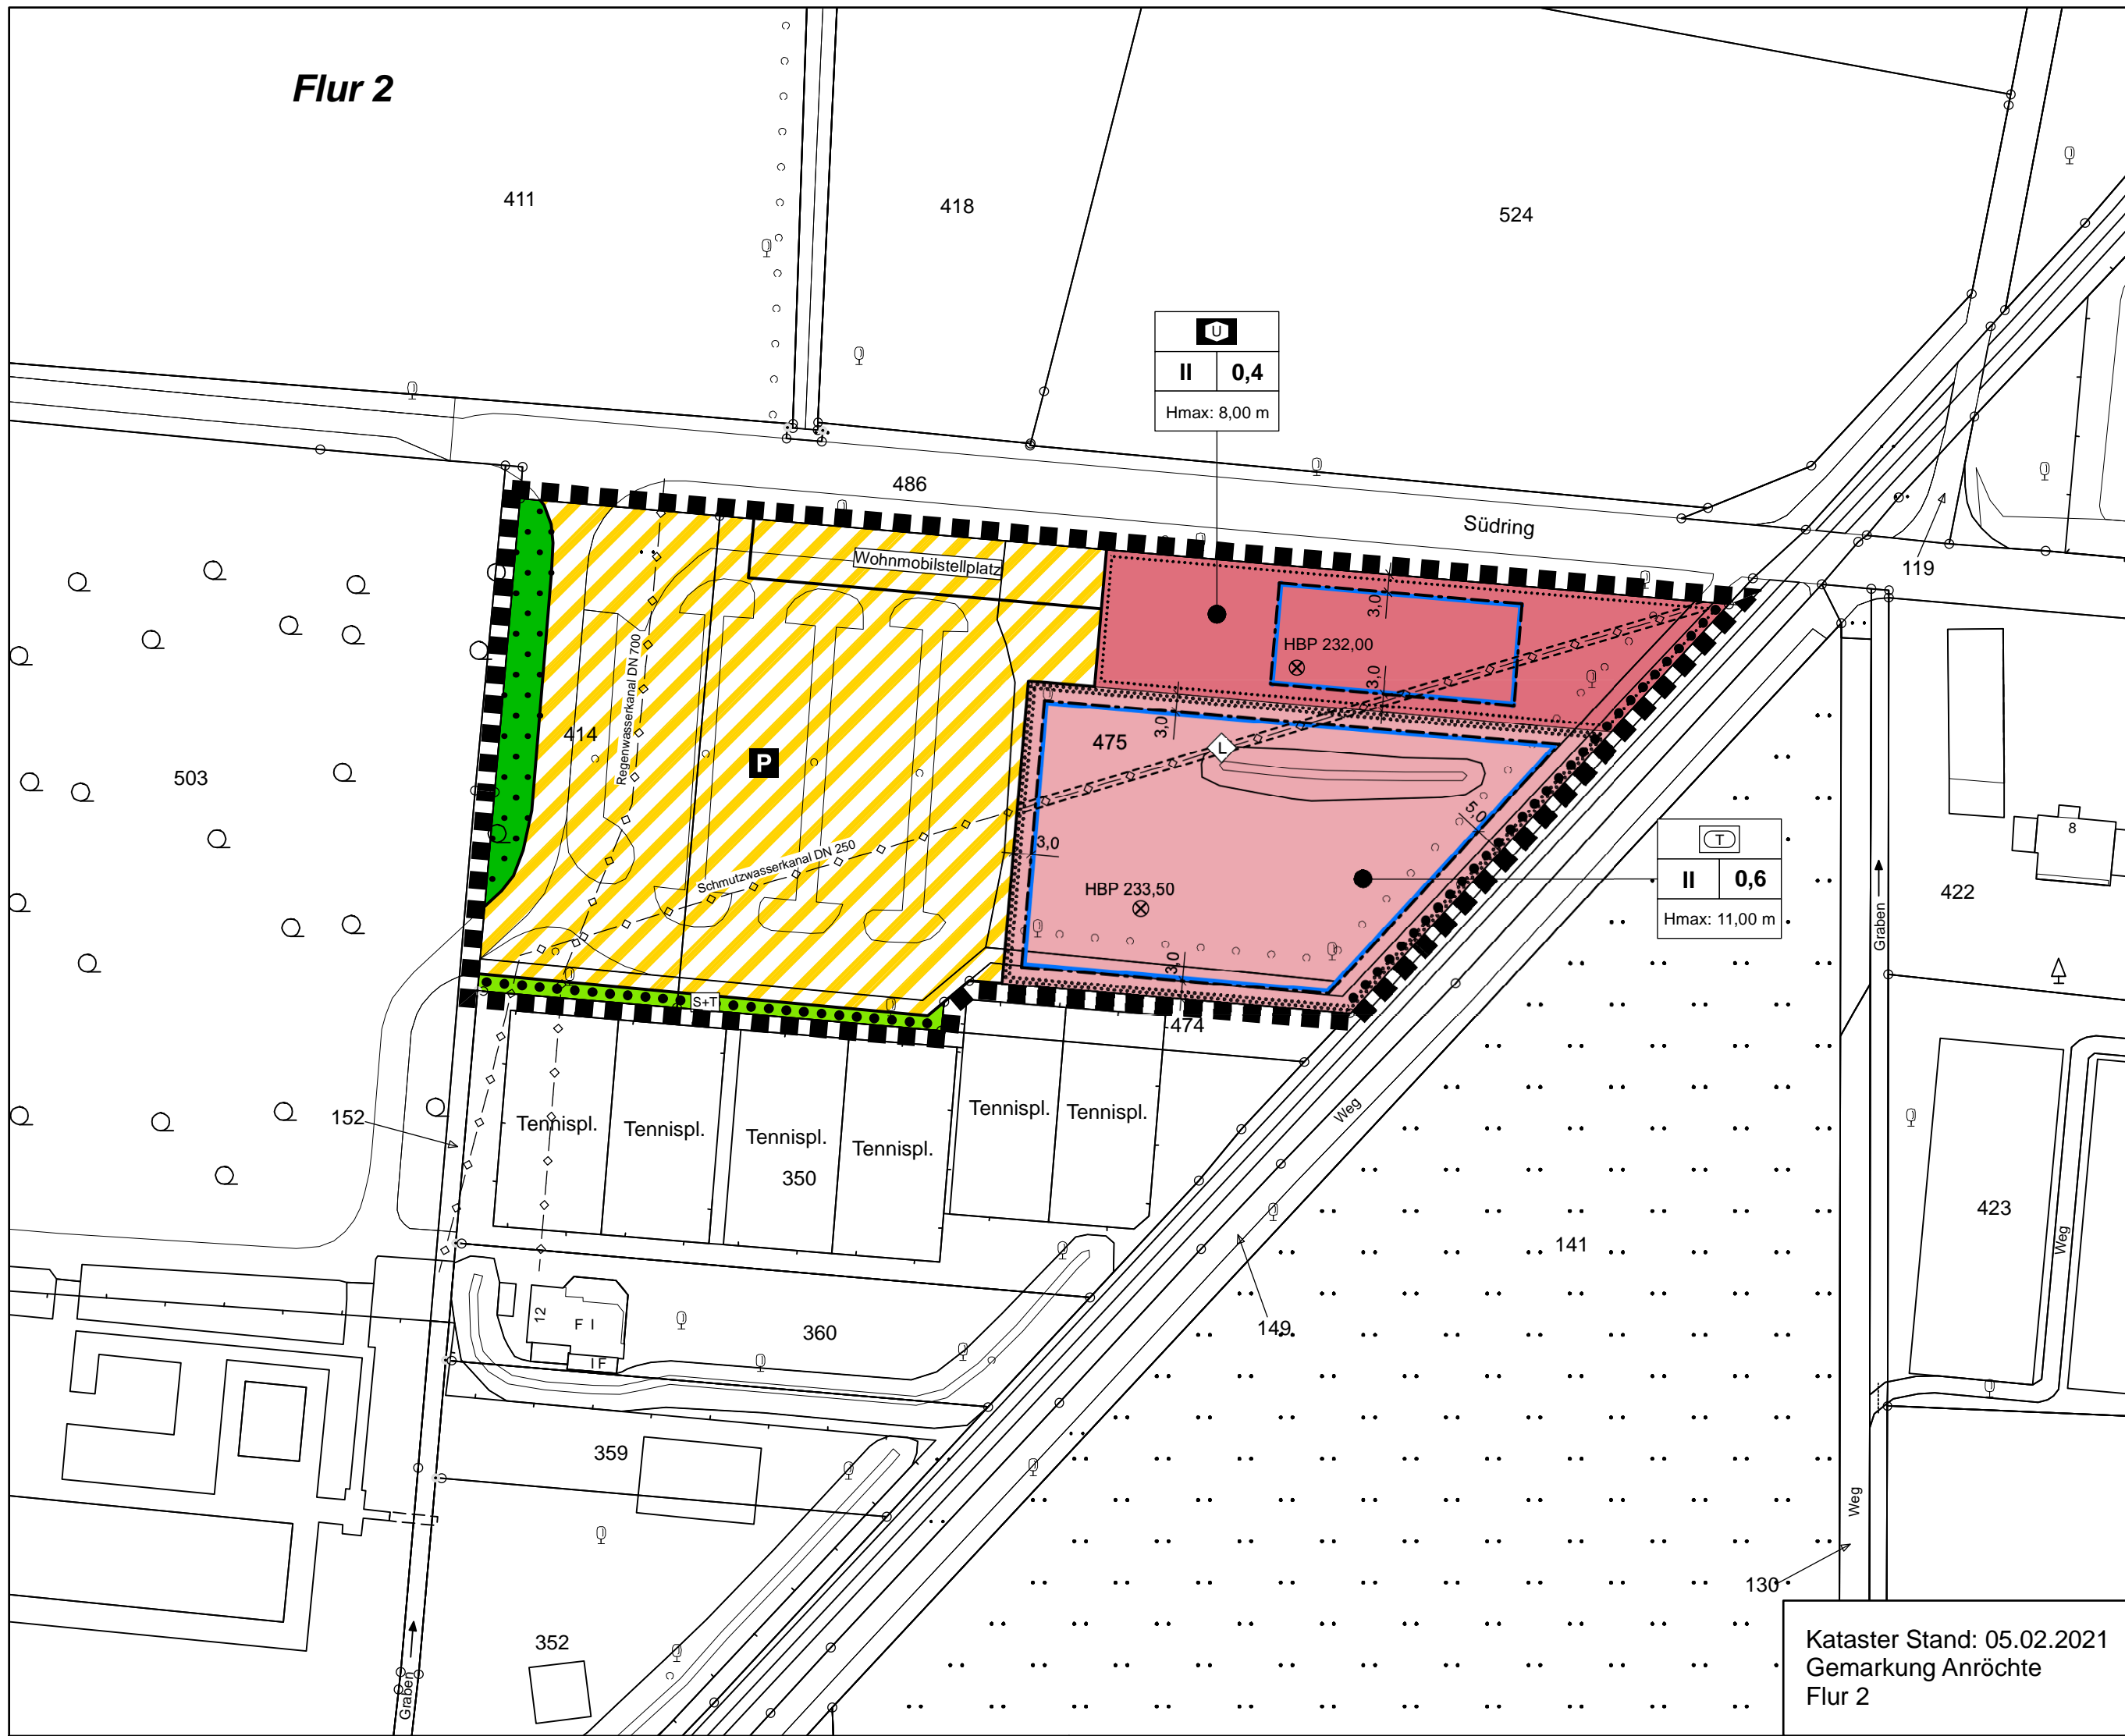 Flur 2
411
418
524
U
II 0,4
Hmax: 8,00 m
486
Südring
119
Wohnmobilstellplatz
3,0
HBP 232,00
3,0
Regenwasserkanal DN 700
414
P
475
3,0
L
503
5,0
T
II 0,6
Hmax: 11,00 m
8
422
3,0
Schmutzwasserkanal DN 250
HBP 233,50
Graben
3,0
S+T
474
152
Tennispl.
Tennispl.
Tennispl.
Tennispl.
Tennispl.
Tennispl.
Weg
350
423
Weg
141
149
12
F I
I F
360
359
Weg
130
352
Graben
Kataster Stand: 05.02.2021
Gemarkung Anröchte
Flur 2